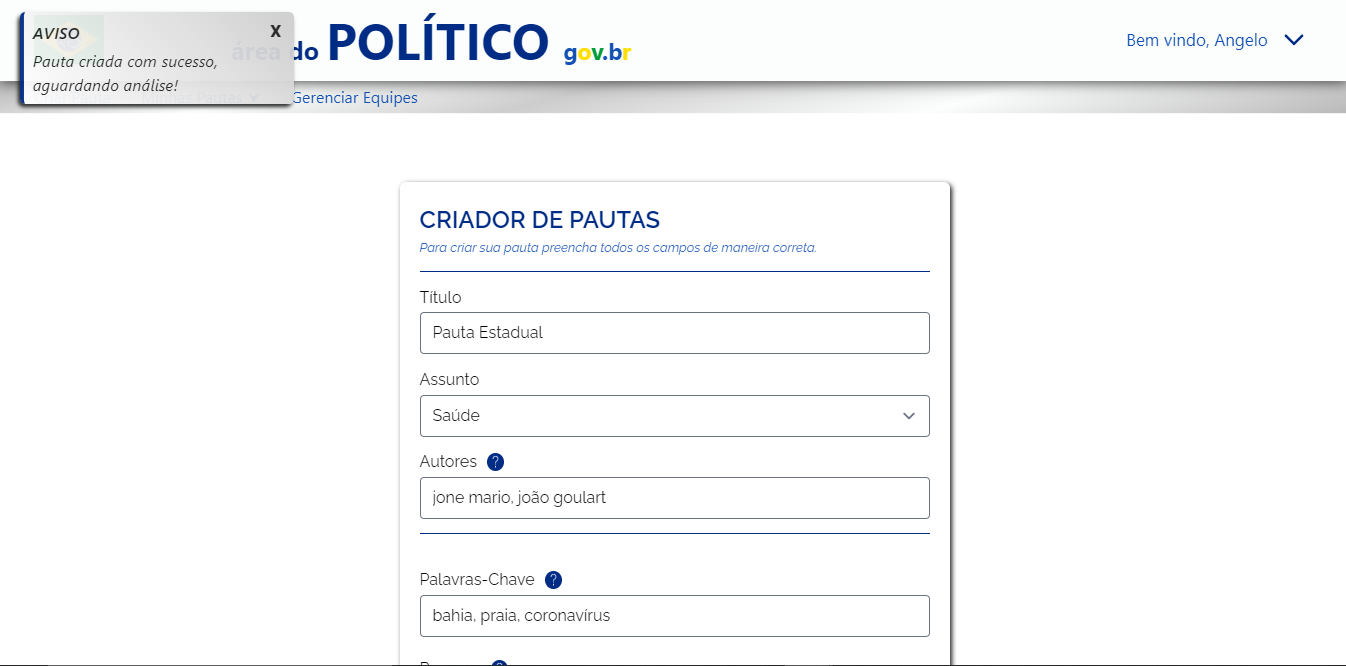 AVISO X
Pauta criada com sucesso,
aguardando análise!
área do POLÍTICO gov.br
Bem vindo, Angelo
Minhas Pautas
Gerenciar Equipes
CRIADOR DE PAUTAS
Para criar sua pauta preencha todos os campos de maneira correta.
Título
Pauta Estadual
Assunto
Saúde
Autores ?
jone mario, joão goulart
Palavras-Chave ?
bahia, praia, coronavírus